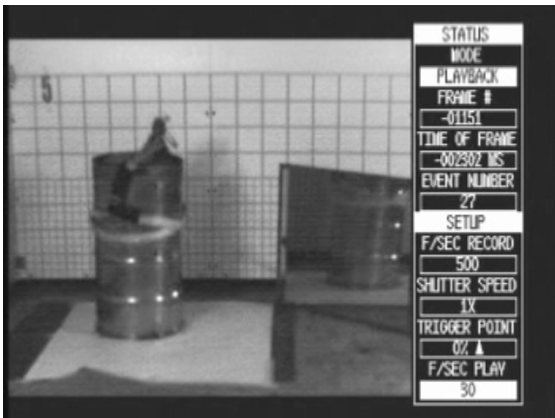 5
STATUS
MODE
PLAYBACK
FRAME #
-01151
TIME OF FRAME
-002302 MS
EVENT NUMBER
27
SETUP
F/SEC RECORD
500
SHUTTER SPEED
1X
TRIGGER POINT
0% ▲
F/SEC PLAY
30